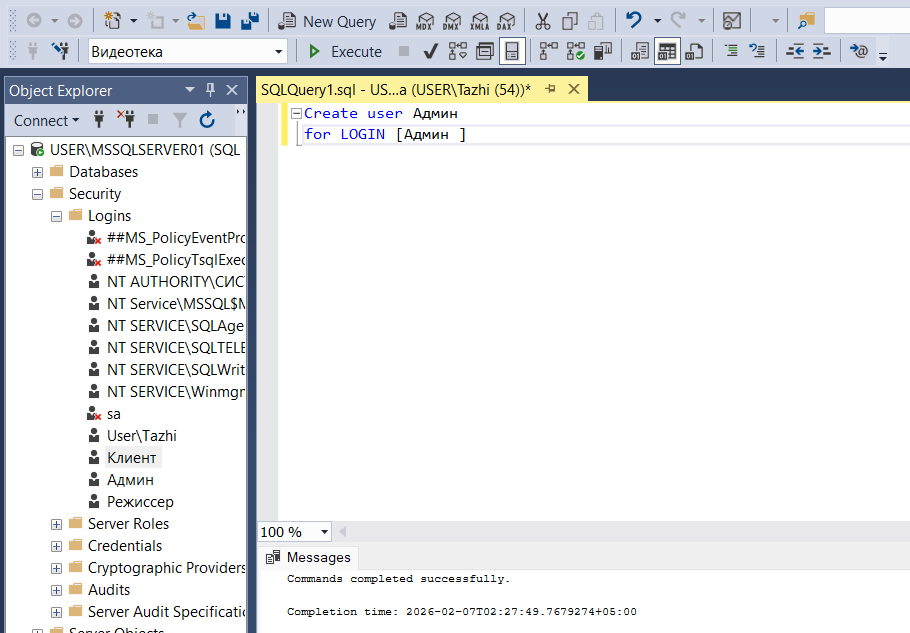 New Query
MDX DMX XMLA DAX
Видеотека
Execute
Object Explorer
Connect
USER\MSSQLSERVER01 (SQL
Databases
Security
Logins
##MS_PolicyEventPro
##MS_PolicyTsqlExec
NT AUTHORITY\СИСТ
NT Service\MSSQL$M
NT SERVICE\SQLAge
NT SERVICE\SQLTELE
NT SERVICE\SQLWrit
NT SERVICE\Winmgm
sa
User\Tazhi
Клиент
Админ
Режиссер
Server Roles
Credentials
Cryptographic Providers
Audits
Server Audit Specificatio
Server Objects
SQLQuery1.sql - US...a (USER\Tazhi (54))*
Create user Админ
for LOGIN [Админ ]
100 %
Messages
Commands completed successfully.
Completion time: 2026-02-07T02:27:49.7679274+05:00